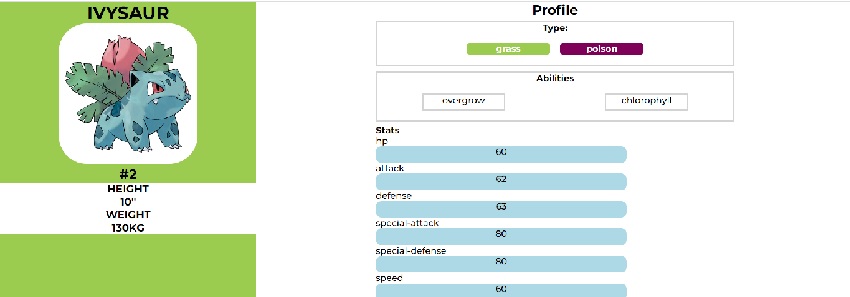 IVYSAUR
#2
HEIGHT
10"
WEIGHT
130KG
Profile
Type:
grass poison
Abilities
overgrow chlorophyll
Stats
hp
60
attack
62
defense
63
special-attack
80
special-defense
80
speed
60